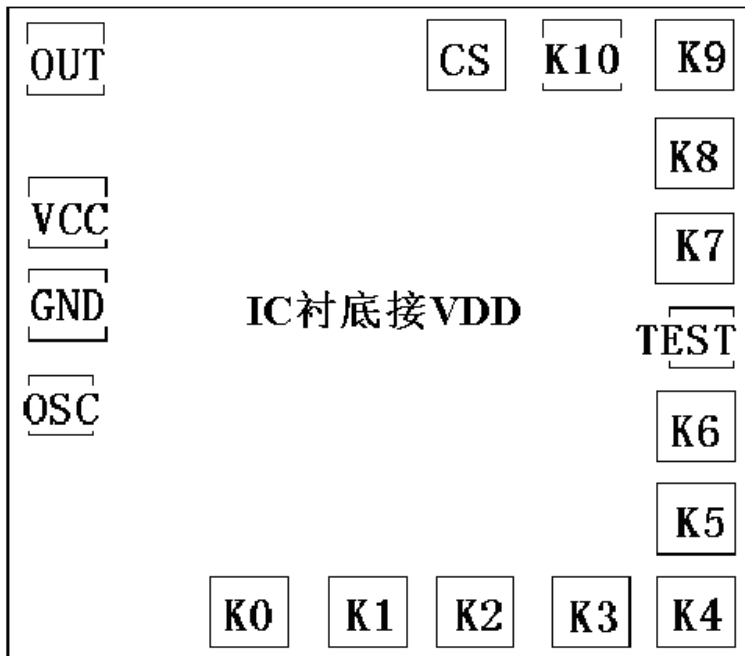 OUT CS K10 K9
K8
VCC
K7
GND
IC衬底接VDD
TEST
OSC
K6
K5
K0 K1 K2 K3 K4